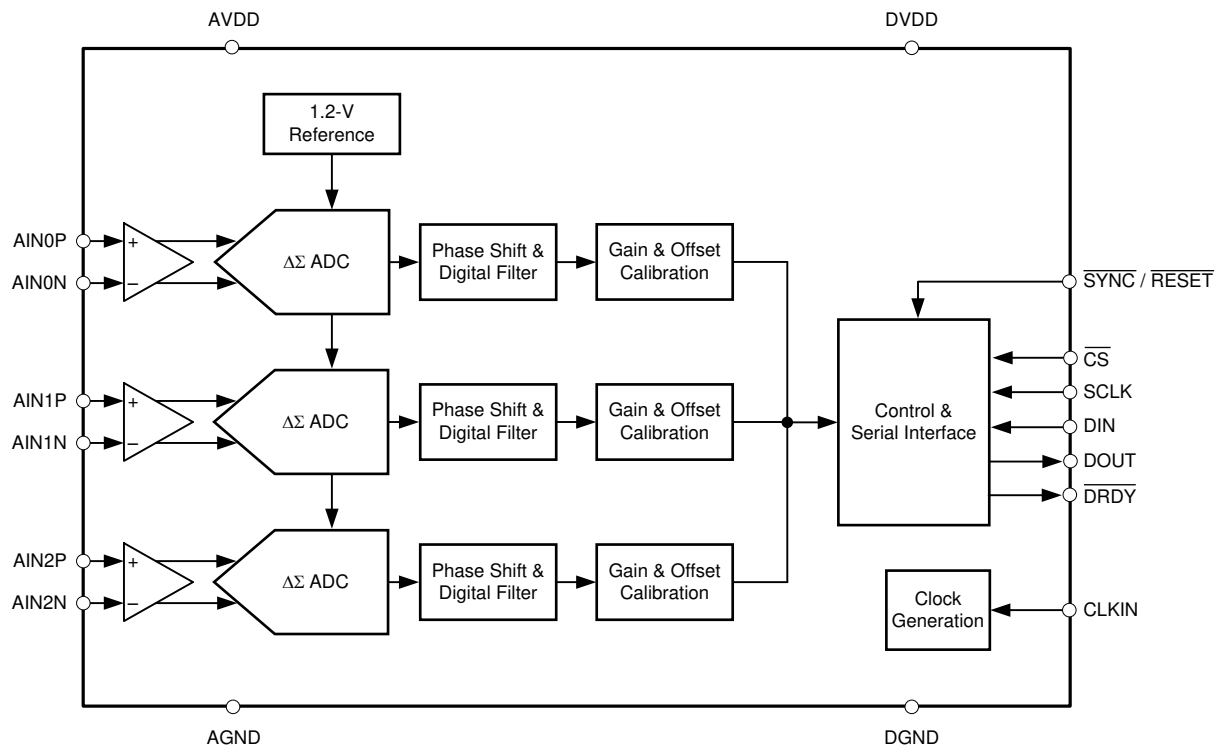 AVDD
DVDD
1.2-V
Reference
AIN0P
AIN0N
+
−
ΔΣ ADC
Phase Shift &
Digital Filter
Gain & Offset
Calibration
SYNC / RESET
AIN1P
AIN1N
+
−
ΔΣ ADC
Phase Shift &
Digital Filter
Gain & Offset
Calibration
Control &
Serial Interface
CS
SCLK
DIN
DOUT
DRDY
AIN2P
AIN2N
+
−
ΔΣ ADC
Phase Shift &
Digital Filter
Gain & Offset
Calibration
Clock
Generation
CLKIN
AGND
DGND